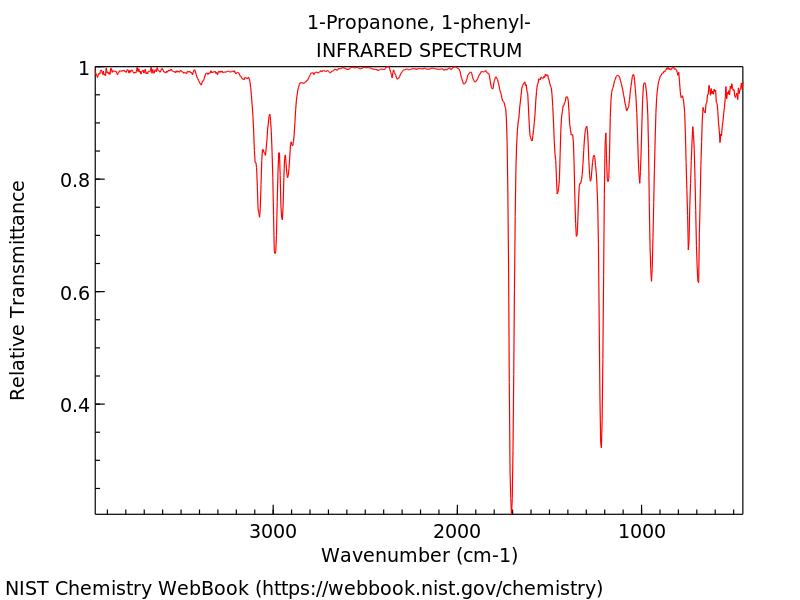 1-Propanone, 1-phenyl-
INFRARED SPECTRUM
1
0.8
0.6
0.4
Relative Transmittance
3000 2000 1000
Wavenumber (cm-1)
NIST Chemistry WebBook (https://webbook.nist.gov/chemistry)